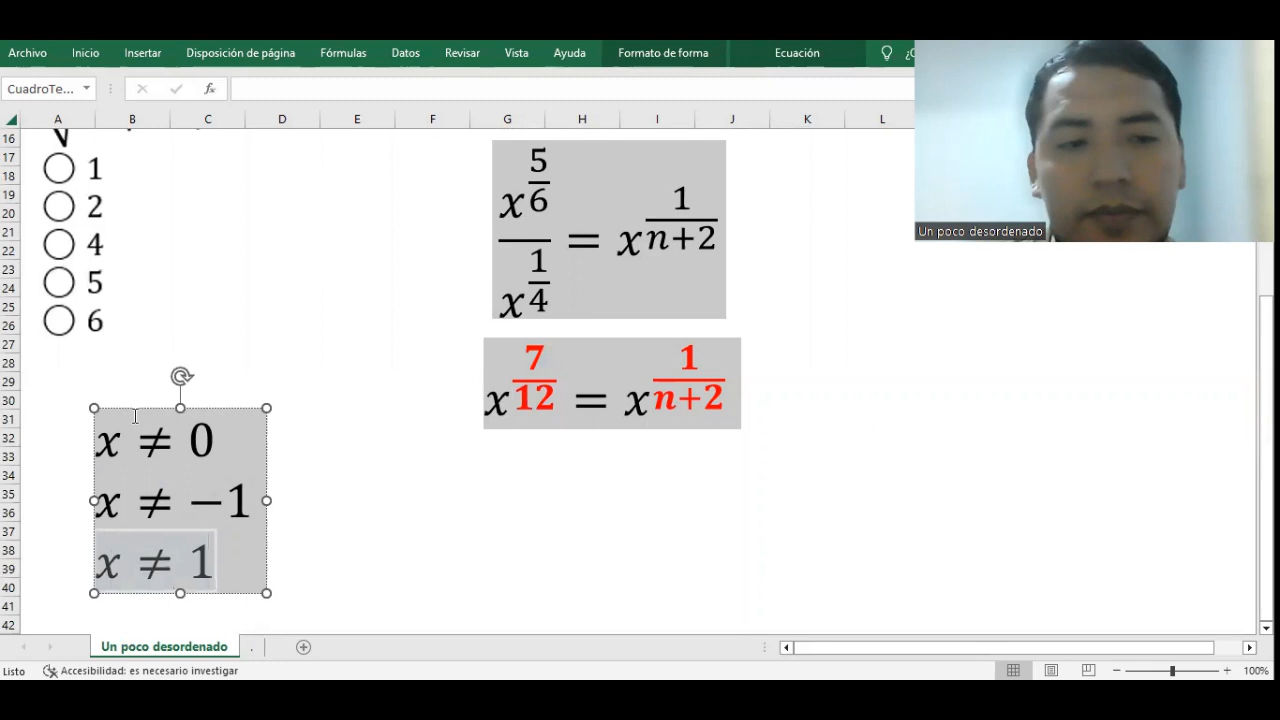 Archivo Inicio Insertar Disposición de página Fórmulas Datos Revisar Vista Ayuda Formato de forma Ecuación
CuadroTe... fx
A B C D E F G H I J K L
16
17
18
19
20
21
22
23
24
25
26
27
28
29
30
31
32
33
34
35
36
37
38
39
40
41
42
1
2
4
5
6
x^(5/6) / x^(1/4) = x^(1/(n+2))
x^(7/12) = x^(1/(n+2))
x ≠ 0
x ≠ −1
x ≠ 1
Un poco desordenado
Un poco desordenado .
Listo Accesibilidad: es necesario investigar 100%